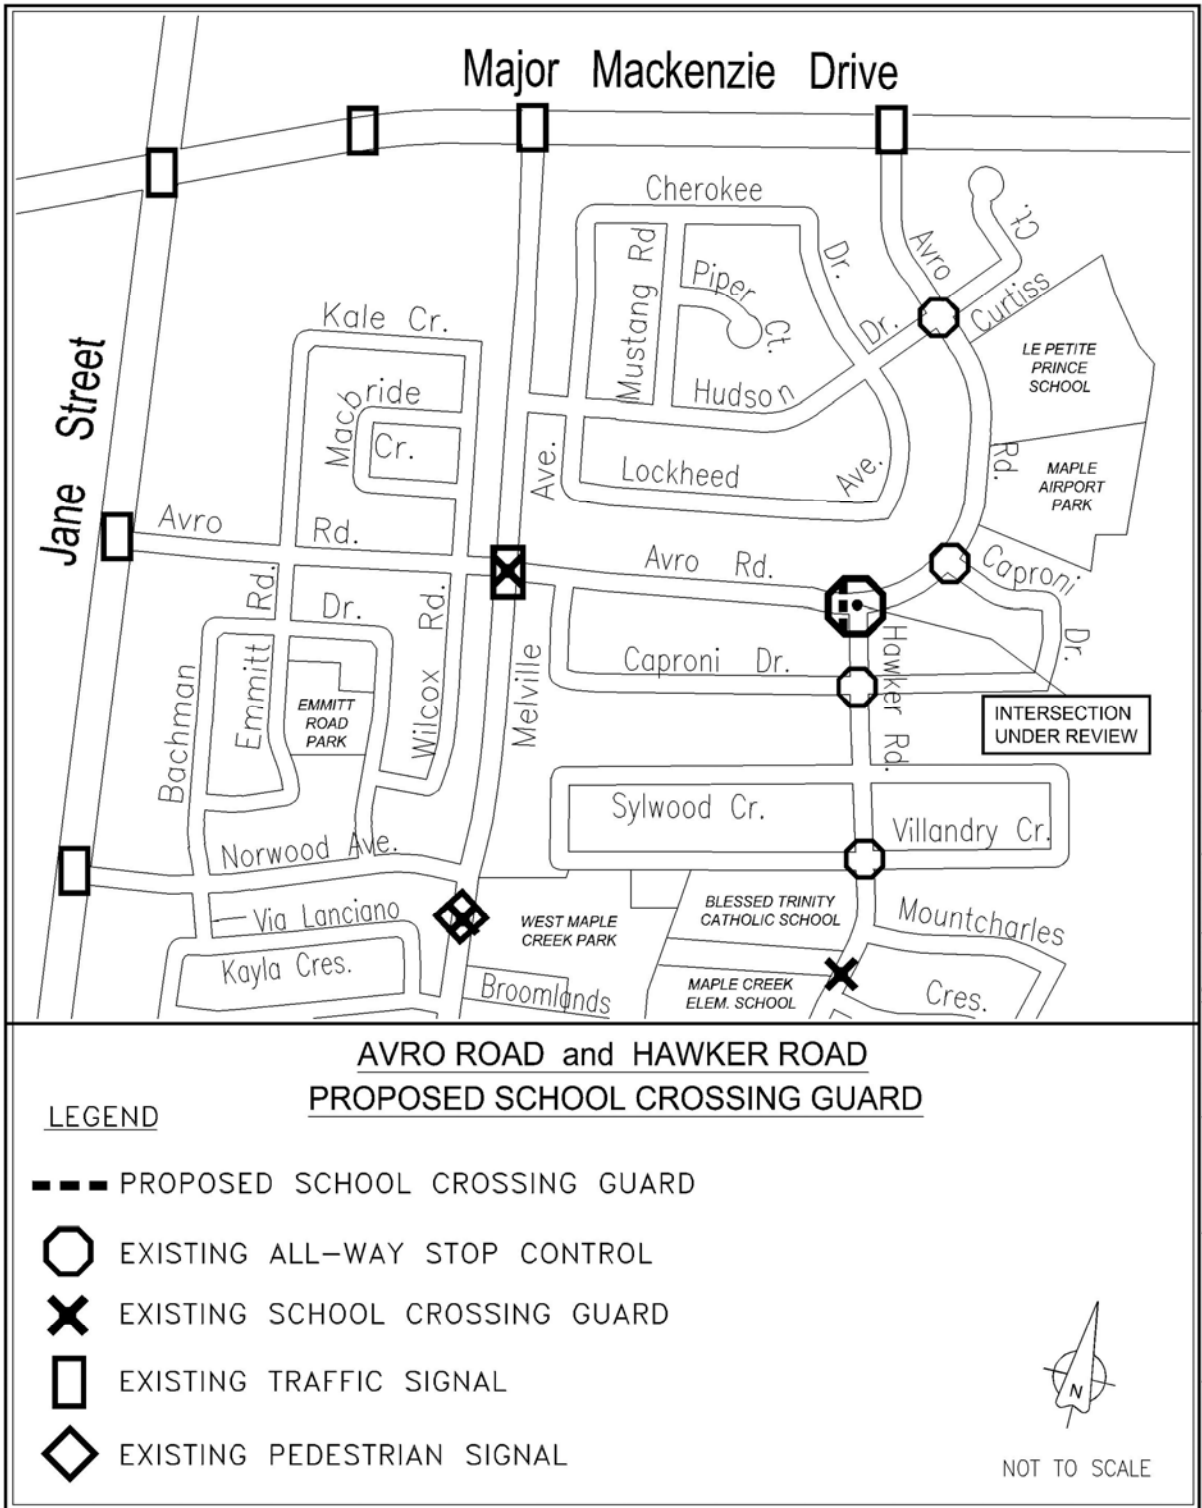 Major Mackenzie Drive
Jane Street
Cherokee
Dr.
Mustang Rd
Piper
Ct.
Avro
Rd.
Ct.
Curtiss
Dr.
Hudson
Ave.
Lockheed
LE PETITE
PRINCE
SCHOOL
MAPLE
AIRPORT
PARK
Kale Cr.
Macbride
Cr.
Ave.
Melville
Avro
Rd.
Avro Rd.
Caproni
Dr.
Caproni Dr.
Hawker Rd.
INTERSECTION
UNDER REVIEW
Emmitt
Rd.
Dr.
Bachman
EMMITT
ROAD
PARK
Wilcox
Rd.
Sylwood Cr.
Villandry Cr.
Norwood Ave.
Via Lanciano
Kayla Cres.
WEST MAPLE
CREEK PARK
Broomlands
BLESSED TRINITY
CATHOLIC SCHOOL
MAPLE CREEK
ELEM. SCHOOL
Mountcharles
Cres.
AVRO ROAD and HAWKER ROAD
PROPOSED SCHOOL CROSSING GUARD
LEGEND
PROPOSED SCHOOL CROSSING GUARD
EXISTING ALL-WAY STOP CONTROL
EXISTING SCHOOL CROSSING GUARD
EXISTING TRAFFIC SIGNAL
EXISTING PEDESTRIAN SIGNAL
N
NOT TO SCALE